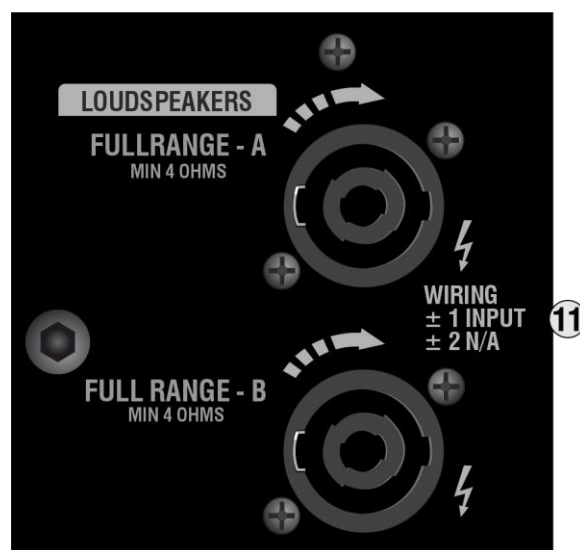 LOUDSPEAKERS
FULLRANGE - A
MIN 4 OHMS
WIRING
± 1 INPUT
± 2 N/A
11
FULL RANGE - B
MIN 4 OHMS